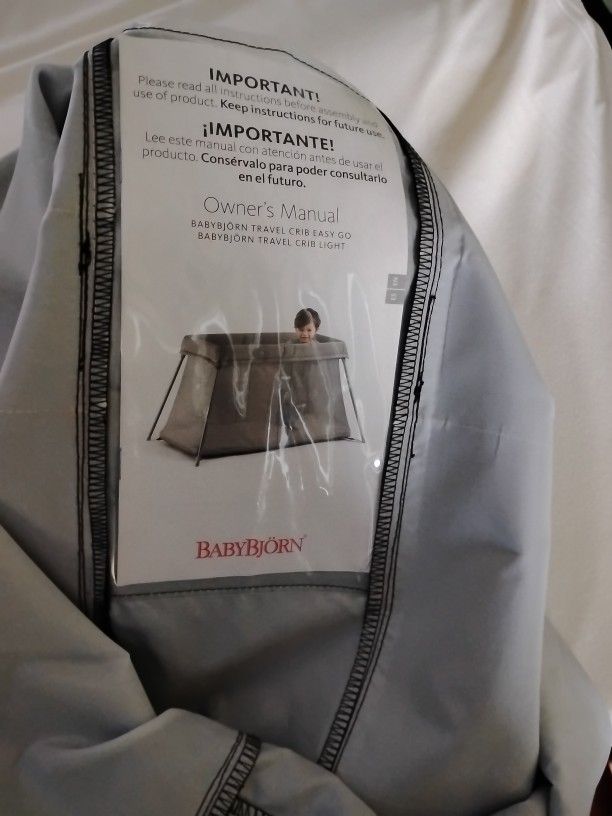 IMPORTANT!
Please read all instructions before assembly and
use of product. Keep instructions for future use.
¡IMPORTANTE!
Lee este manual con atención antes de usar el
producto. Consérvalo para poder consultarlo
en el futuro.
Owner's Manual
BABYBJÖRN TRAVEL CRIB EASY GO
BABYBJÖRN TRAVEL CRIB LIGHT
EN
ES
BABYBJÖRN®